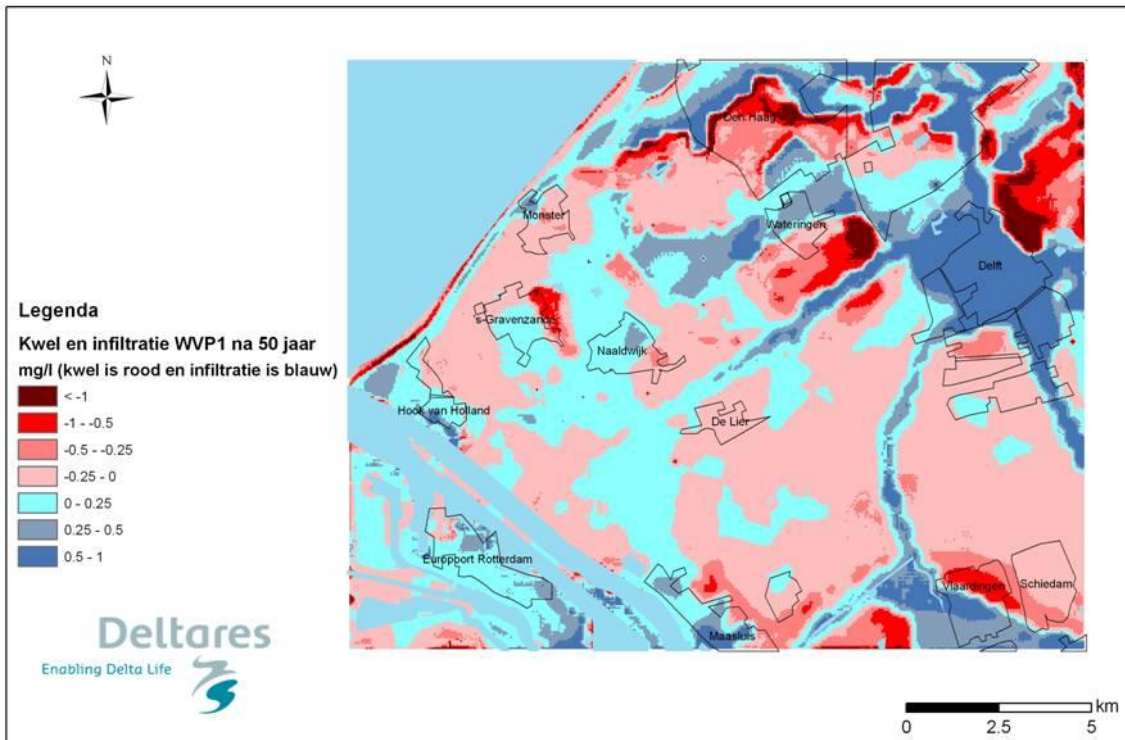 N
Den Haag
Monster
Wateringen
Delft
Legenda
Kwel en infiltratie WVP1 na 50 jaar
mg/l (kwel is rood en infiltratie is blauw)
< -1
-1 - -0.5
-0.5 - -0.25
-0.25 - 0
0 - 0.25
0.25 - 0.5
0.5 - 1
's-Gravenzande
Naaldwijk
Hoek van Holland
De Lier
Europoort Rotterdam
Vlaardingen
Schiedam
Maasluis
Deltares
Enabling Delta Life
km
0 2.5 5